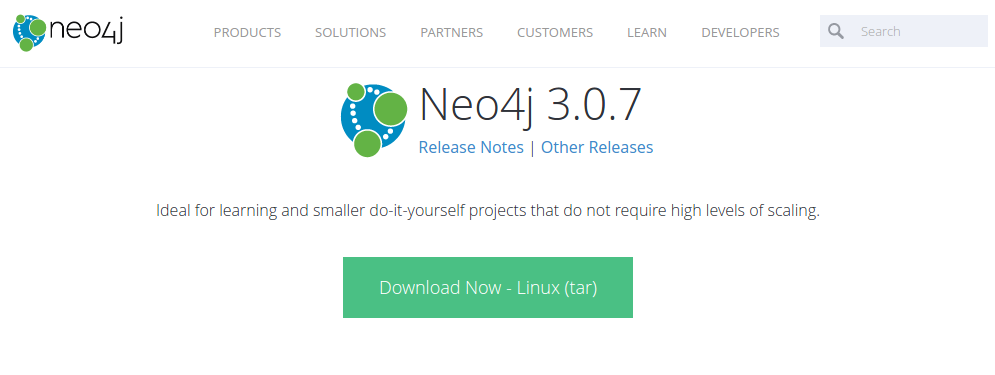 neo4j PRODUCTS SOLUTIONS PARTNERS CUSTOMERS LEARN DEVELOPERS Search
Neo4j 3.0.7
Release Notes | Other Releases
Ideal for learning and smaller do-it-yourself projects that do not require high levels of scaling.
Download Now - Linux (tar)